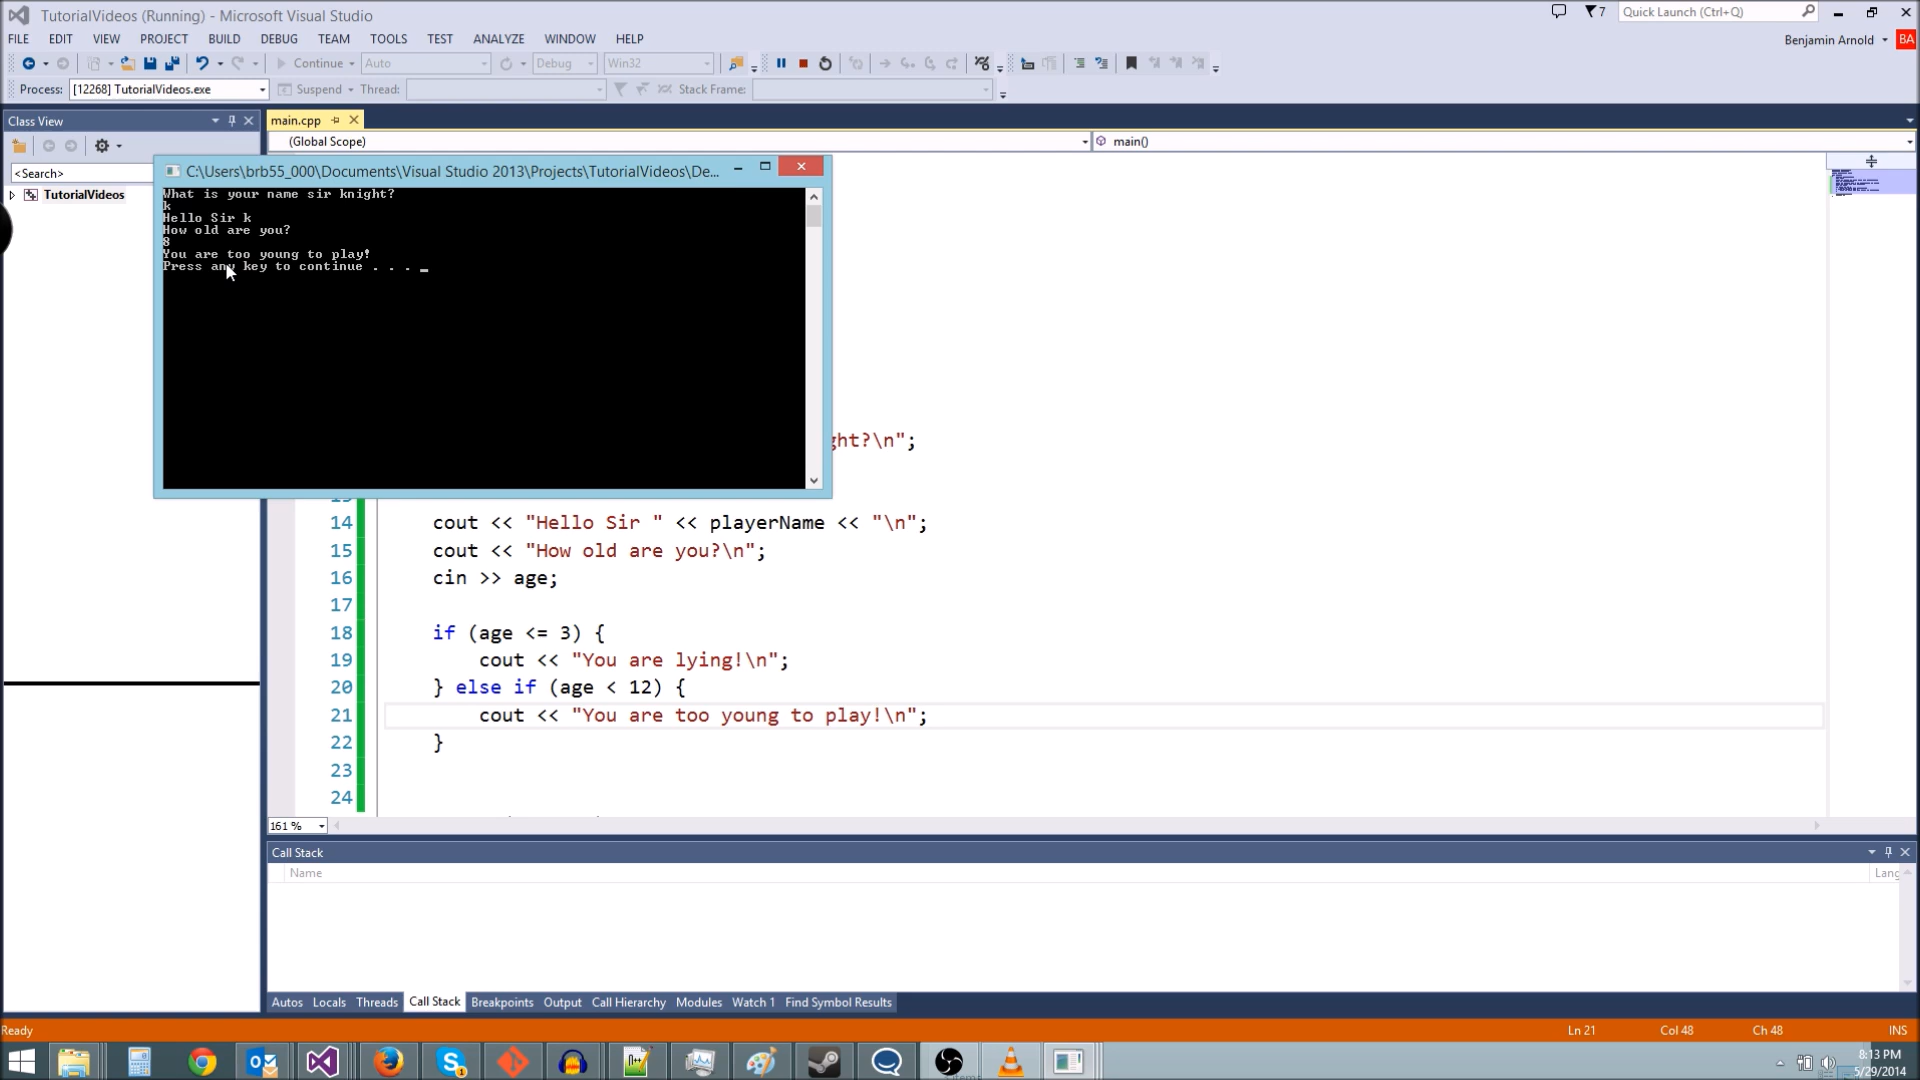 TutorialVideos (Running) - Microsoft Visual Studio
7
Quick Launch (Ctrl+Q)
FILE EDIT VIEW PROJECT BUILD DEBUG TEAM TOOLS TEST ANALYZE WINDOW HELP
Benjamin Arnold BA
Continue Auto Debug Win32
Process: [12268] TutorialVideos.exe Suspend Thread: Stack Frame:
Class View
main.cpp
(Global Scope) main()
<Search>
TutorialVideos
C:\Users\brb55_000\Documents\Visual Studio 2013\Projects\TutorialVideos\De...
What is your name sir knight?
k
Hello Sir k
How old are you?
8
You are too young to play!
Press any key to continue . . . _
ght?\n";
14 cout << "Hello Sir " << playerName << "\n";
15 cout << "How old are you?\n";
16 cin >> age;
17
18 if (age <= 3) {
19 cout << "You are lying!\n";
20 } else if (age < 12) {
21 cout << "You are too young to play!\n";
22 }
23
24
161 %
Call Stack
Name Lang
Autos Locals Threads Call Stack Breakpoints Output Call Hierarchy Modules Watch 1 Find Symbol Results
Ready Ln 21 Col 48 Ch 48 INS
8:13 PM
5/29/2014